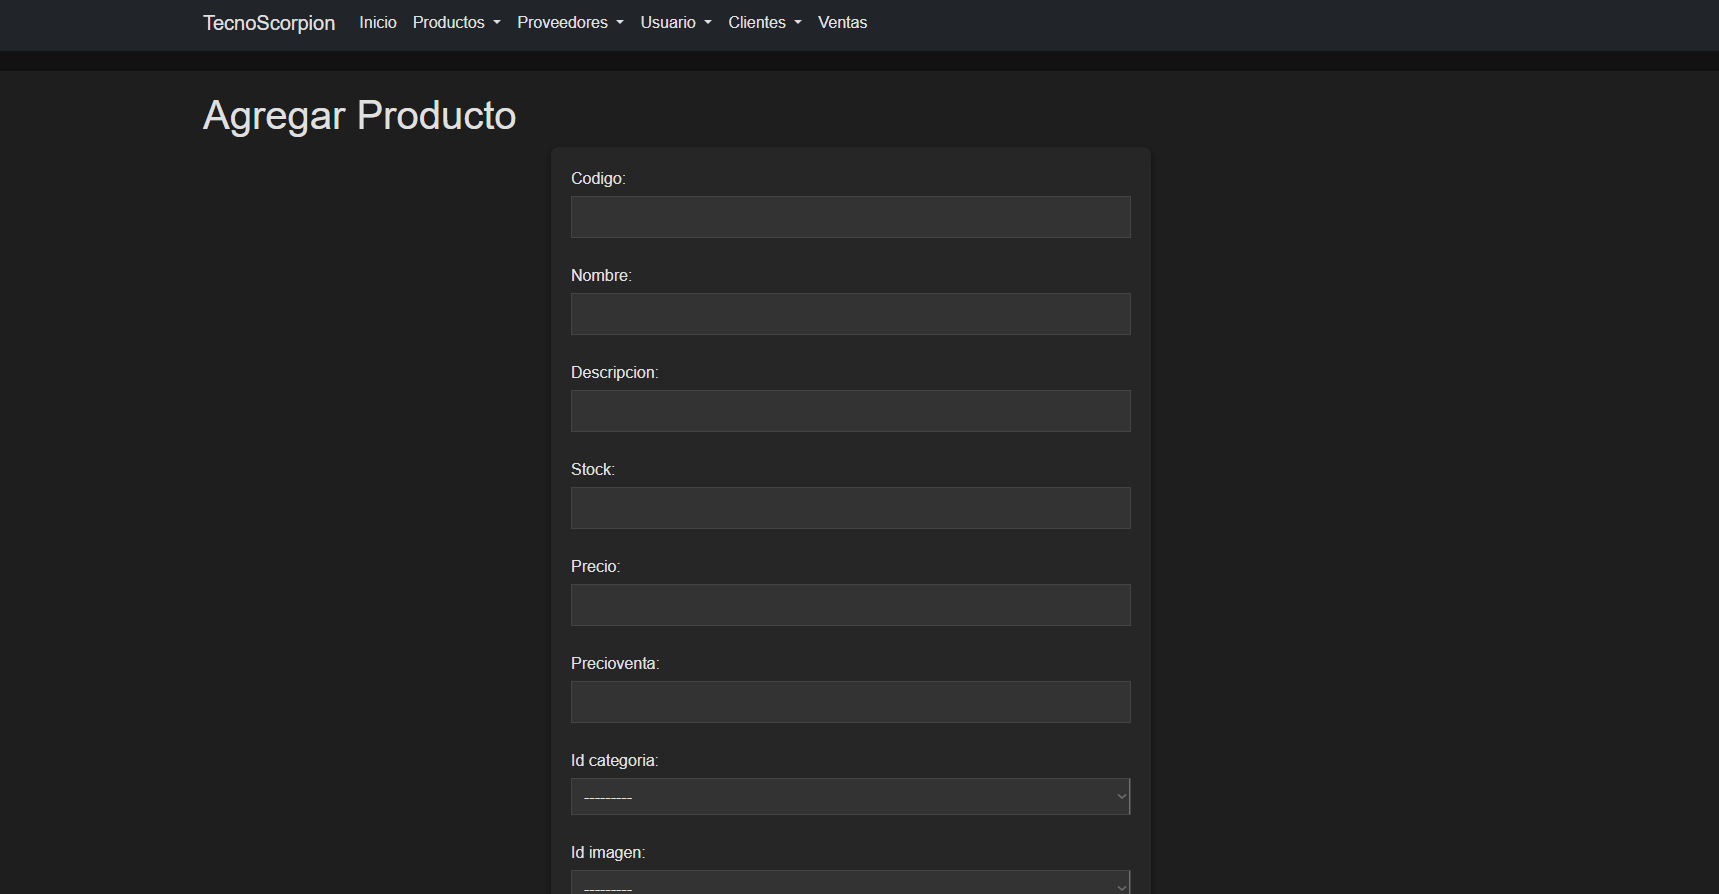 TecnoScorpion Inicio Productos Proveedores Usuario Clientes Ventas
Agregar Producto
Codigo:
Nombre:
Descripcion:
Stock:
Precio:
Precioventa:
Id categoria:
---------
Id imagen:
---------